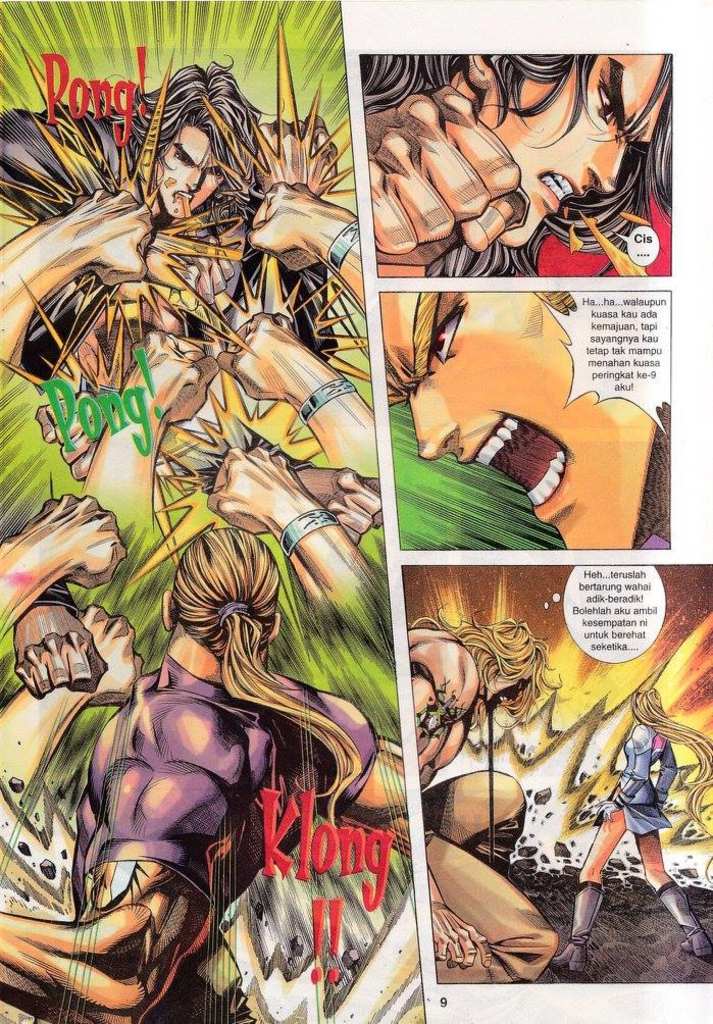 Pong!
Pong!
Klong
!!
Cis
....
Ha...ha...walaupun
kuasa kau ada
kemajuan, tapi
sayangnya kau
tetap tak mampu
menahan kuasa
peringkat ke-9
aku!
Heh...teruslah
bertarung wahai
adik-beradik!
Bolehlah aku ambil
kesempatan ni
untuk berehat
seketika....
9